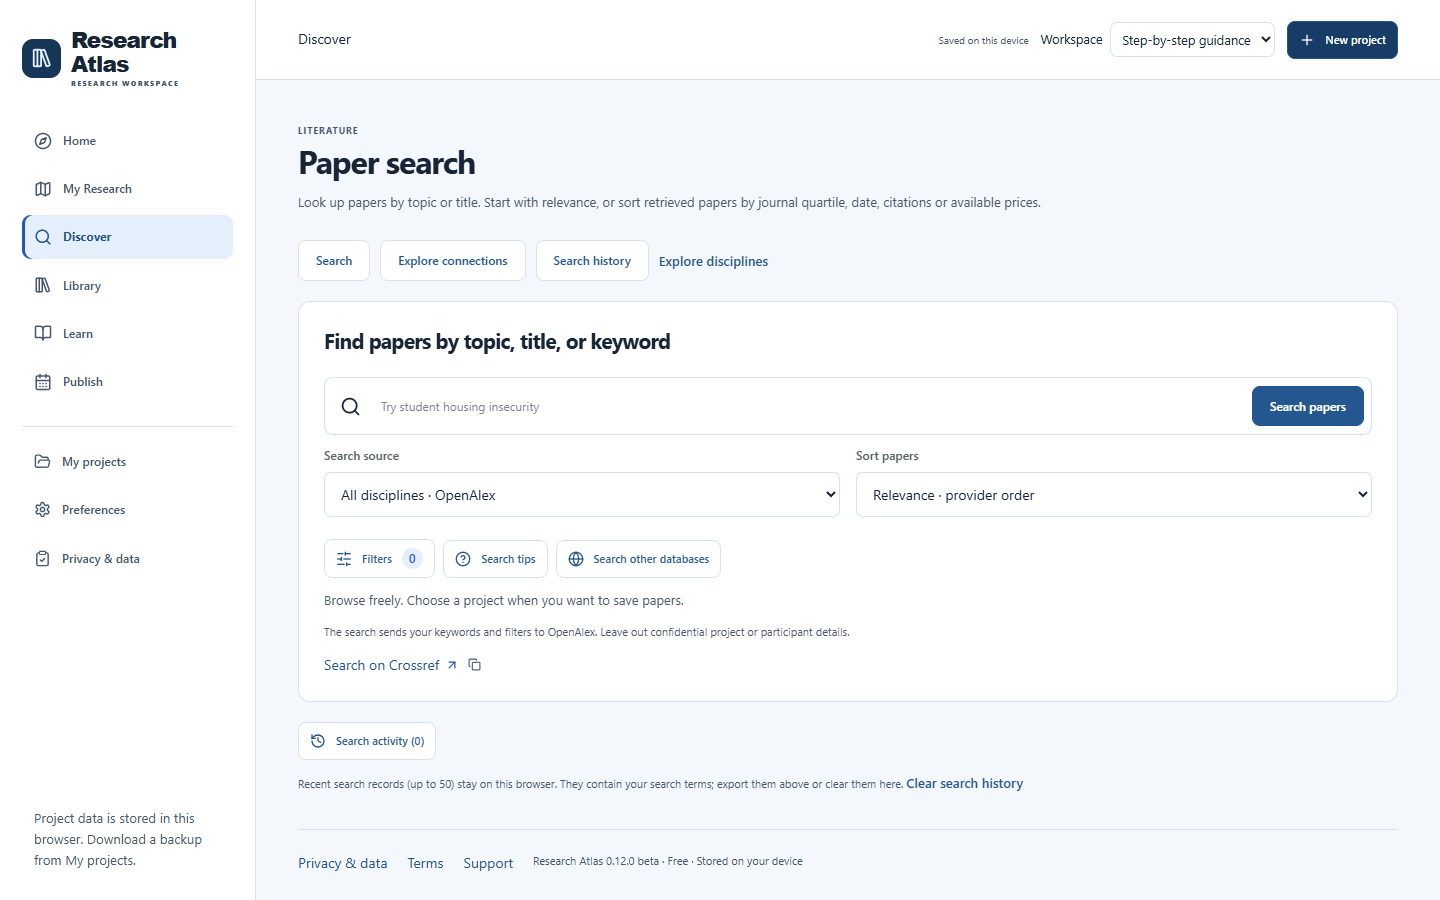 Research
Atlas
RESEARCH WORKSPACE
Home
My Research
Discover
Library
Learn
Publish
My projects
Preferences
Privacy & data
Project data is stored in this
browser. Download a backup
from My projects.
Discover
Saved on this device
Workspace
Step-by-step guidance
New project
LITERATURE
Paper search
Look up papers by topic or title. Start with relevance, or sort retrieved papers by journal quartile, date, citations or available prices.
Search
Explore connections
Search history
Explore disciplines
Find papers by topic, title, or keyword
Try student housing insecurity
Search papers
Search source
Sort papers
All disciplines · OpenAlex
Relevance · provider order
Filters 0
Search tips
Search other databases
Browse freely. Choose a project when you want to save papers.
The search sends your keywords and filters to OpenAlex. Leave out confidential project or participant details.
Search on Crossref
Search activity (0)
Recent search records (up to 50) stay on this browser. They contain your search terms; export them above or clear them here. Clear search history
Privacy & data
Terms
Support
Research Atlas 0.12.0 beta · Free · Stored on your device